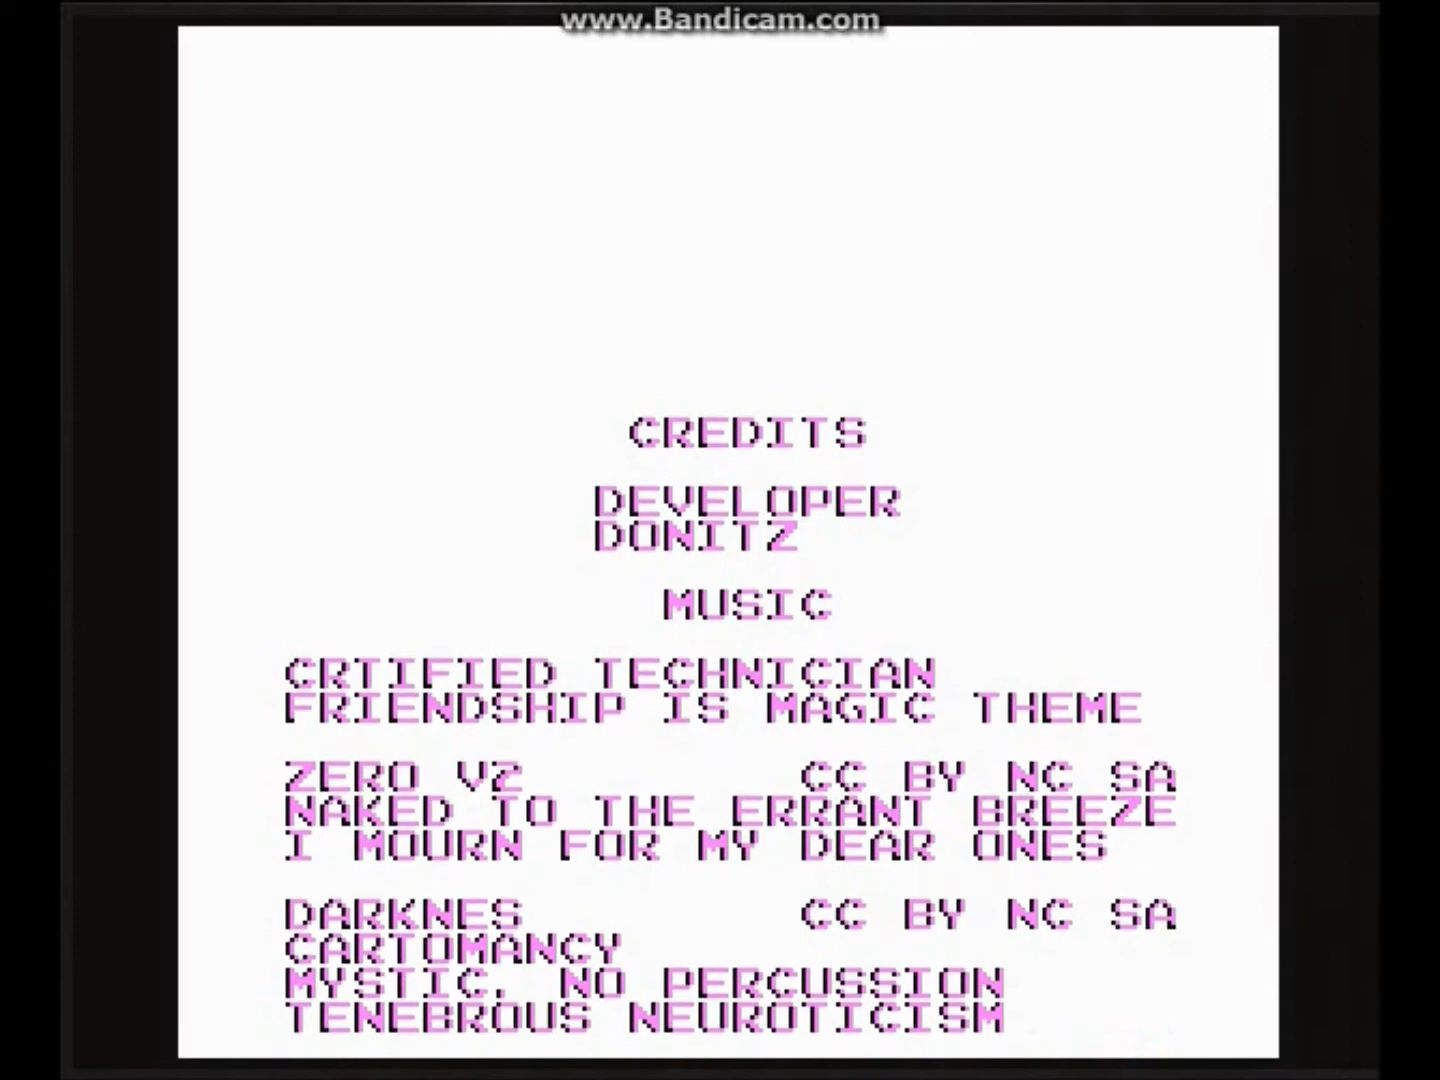 www.Bandicam.com
CREDITS
DEVELOPER
DONITZ
MUSIC
CRTIFIED TECHNICIAN
FRIENDSHIP IS MAGIC THEME
ZERO V2 CC BY NC SA
NAKED TO THE ERRANT BREEZE
I MOURN FOR MY DEAR ONES
DARKNES CC BY NC SA
CARTOMANCY
MYSTIC. NO PERCUSSION
TENEBROUS NEUROTICISM